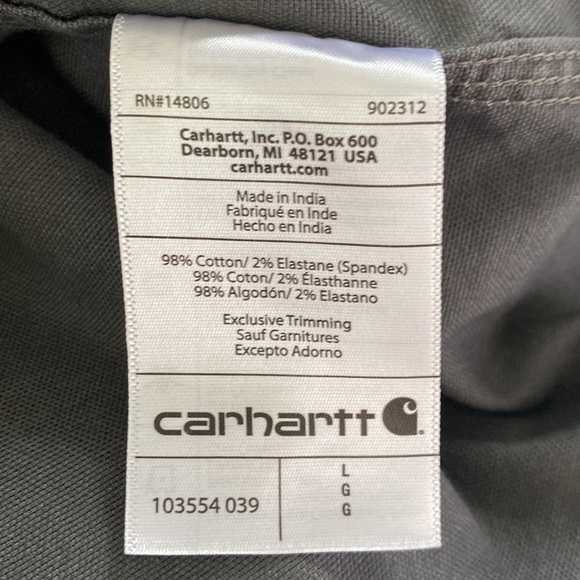 RN#14806 902312
Carhartt, Inc. P.O. Box 600
Dearborn, MI 48121 USA
carhartt.com
Made in India
Fabriqué en Inde
Hecho en India
98% Cotton/ 2% Elastane (Spandex)
98% Coton/ 2% Élasthanne
98% Algodón/ 2% Elastano
Exclusive Trimming
Sauf Garnitures
Excepto Adorno
carhartt
103554 039
L
G
G